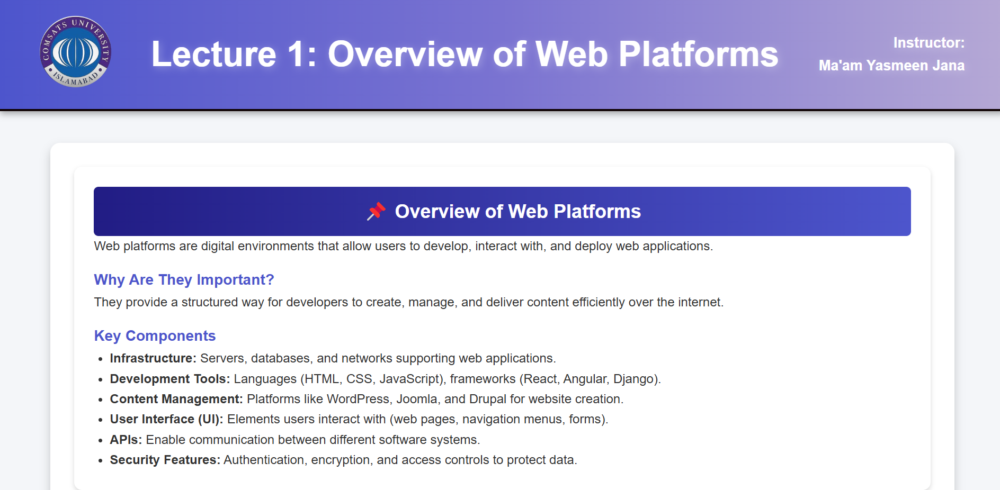 COMSATS UNIVERSITY
ISLAMABAD
Lecture 1: Overview of Web Platforms
Instructor:
Ma'am Yasmeen Jana
Overview of Web Platforms
Web platforms are digital environments that allow users to develop, interact with, and deploy web applications.
Why Are They Important?
They provide a structured way for developers to create, manage, and deliver content efficiently over the internet.
Key Components
• Infrastructure: Servers, databases, and networks supporting web applications.
• Development Tools: Languages (HTML, CSS, JavaScript), frameworks (React, Angular, Django).
• Content Management: Platforms like WordPress, Joomla, and Drupal for website creation.
• User Interface (UI): Elements users interact with (web pages, navigation menus, forms).
• APIs: Enable communication between different software systems.
• Security Features: Authentication, encryption, and access controls to protect data.